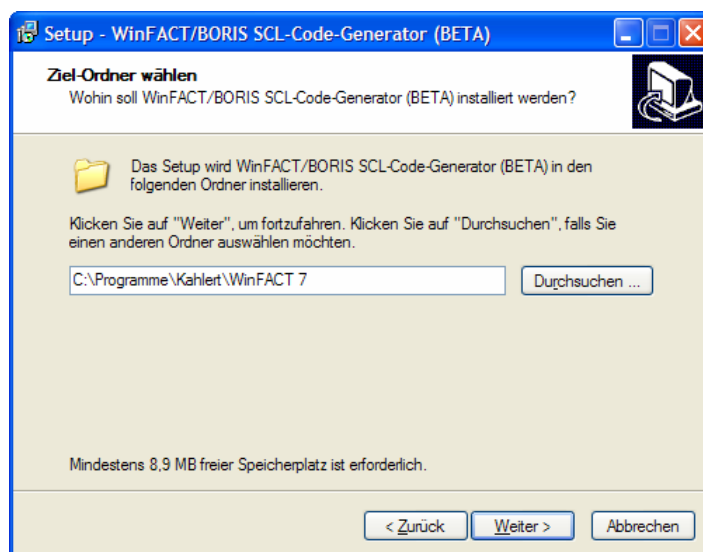 Setup - WinFACT/BORIS SCL-Code-Generator (BETA)
Ziel-Ordner wählen
Wohin soll WinFACT/BORIS SCL-Code-Generator (BETA) installiert werden?
Das Setup wird WinFACT/BORIS SCL-Code-Generator (BETA) in den
folgenden Ordner installieren.
Klicken Sie auf "Weiter", um fortzufahren. Klicken Sie auf "Durchsuchen", falls Sie
einen anderen Ordner auswählen möchten.
C:\Programme\Kahlert\WinFACT 7
Durchsuchen ...
Mindestens 8,9 MB freier Speicherplatz ist erforderlich.
< Zurück Weiter > Abbrechen